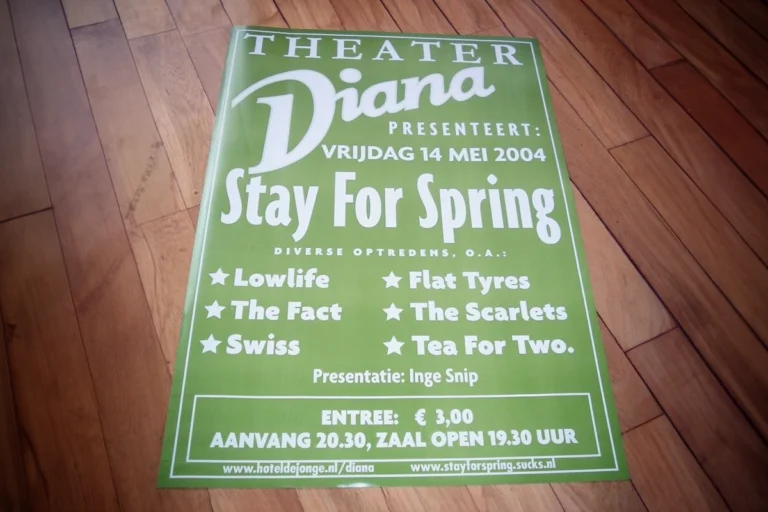 THEATER
Diana
PRESENTEERT:
VRIJDAG 14 MEI 2004
Stay For Spring
DIVERSE OPTREDENS, O.A.:
★ Lowlife ★ Flat Tyres
★ The Fact ★ The Scarlets
★ Swiss ★ Tea For Two.
Presentatie: Inge Snip
ENTREE: € 3,00
AANVANG 20.30, ZAAL OPEN 19.30 UUR
www.hoteldejonge.nl/diana www.stayforspring.sucks.nl